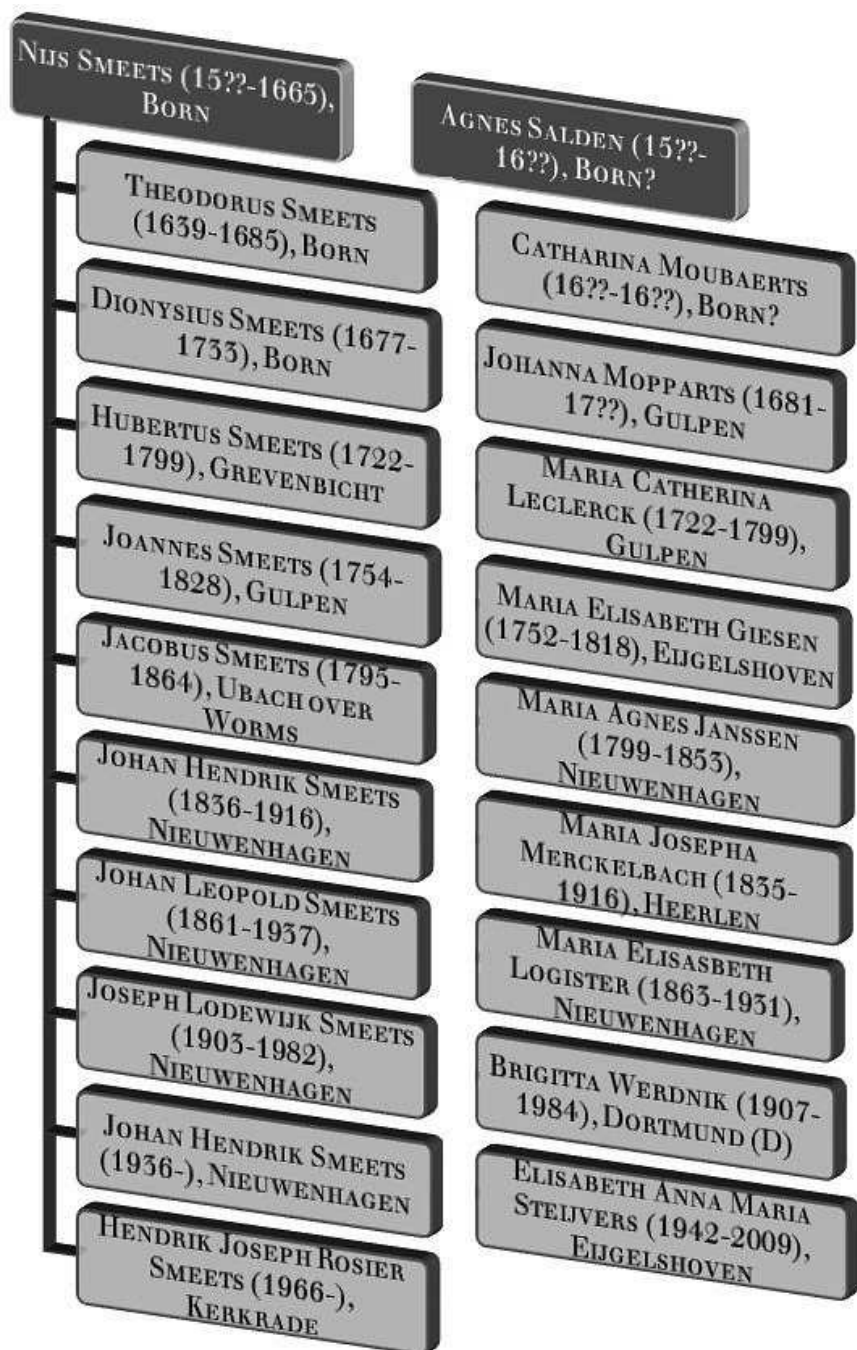 Nijs Smeets (15??-1665),
Born
Theodorus Smeets
(1639-1685), Born
Dionysius Smeets (1677-
1733), Born
Hubertus Smeets (1722-
1799), Grevenbicht
Joannes Smeets (1754-
1828), Gulpen
Jacobus Smeets (1795-
1864), Ubach over
Worms
Johan Hendrik Smeets
(1836-1916),
Nieuwenhagen
Johan Leopold Smeets
(1861-1937),
Nieuwenhagen
Joseph Lodewijk Smeets
(1903-1982),
Nieuwenhagen
Johan Hendrik Smeets
(1936-), Nieuwenhagen
Hendrik Joseph Rosier
Smeets (1966-),
Kerkrade
Agnes Salden (15??-
16??), Born?
Catharina Moubaerts
(16??-16??), Born?
Johanna Mopparts (1681-
17??), Gulpen
Maria Catherina
Leclerck (1722-1799),
Gulpen
Maria Elisabeth Giesen
(1752-1818), Eijgelshoven
Maria Agnes Janssen
(1799-1853),
Nieuwenhagen
Maria Josepha
Merckelbach (1835-
1916), Heerlen
Maria Elisasbeth
Logister (1863-1931),
Nieuwenhagen
Brigitta Werdnik (1907-
1984), Dortmund (D)
Elisabeth Anna Maria
Steijvers (1942-2009),
Eijgelshoven